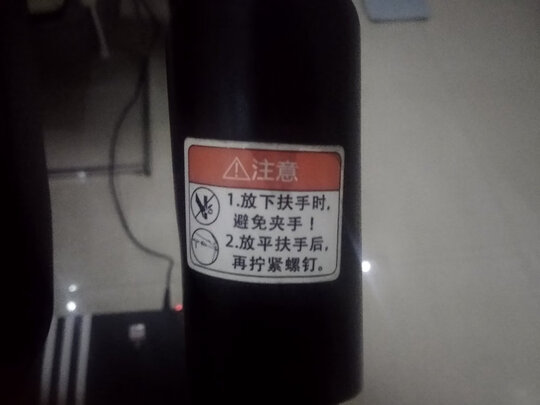 ⚠注意
1.放下扶手时,
避免夹手！
2.放平扶手后,
再拧紧螺钉。